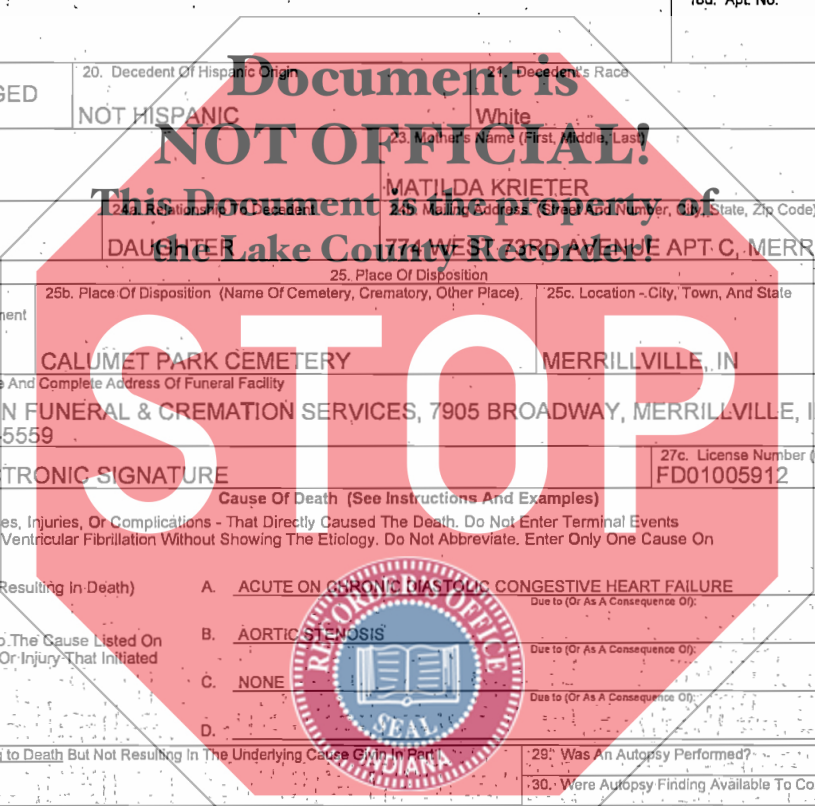 18d. Apt. No.
20. Decedent Of Hispanic Origin
21. Decedent's Race
GED
NOT HISPANIC
White
Document is
NOT OFFICIAL!
This Document is the property of
the Lake County Recorder!
23. Mother's Name (First, Middle, Last)
MATILDA KRIETER
24a. Relationship To Decedent
24b. Mailing Address (Street And Number, City, State, Zip Code)
DAUGHTER
774 WEST 73RD AVENUE APT C, MERR
25. Place Of Disposition
25b. Place Of Disposition (Name Of Cemetery, Crematory, Other Place)
25c. Location - City, Town, And State
CALUMET PARK CEMETERY
MERRILLVILLE, IN
STOP
And Complete Address Of Funeral Facility
N FUNERAL & CREMATION SERVICES, 7905 BROADWAY, MERRILLVILLE, I
-5559
27c. License Number (
TRONIC SIGNATURE
FD01005912
Cause Of Death (See Instructions And Examples)
es, Injuries, Or Complications - That Directly Caused The Death. Do Not Enter Terminal Events
Ventricular Fibrillation Without Showing The Etiology. Do Not Abbreviate. Enter Only One Cause On
Resulting In Death)
A. ACUTE ON CHRONIC DIASTOLIC CONGESTIVE HEART FAILURE
Due to (Or As A Consequence Of):
o The Cause Listed On
Or Injury That Initiated
B. AORTIC STENOSIS
Due to (Or As A Consequence Of):
C. NONE
Due to (Or As A Consequence Of):
D.
RECORDER'S OFFICE
SEAL
INDIANA
g to Death But Not Resulting In The Underlying Cause Givin In Part I
29. Was An Autopsy Performed?
30. Were Autopsy Finding Available To Co